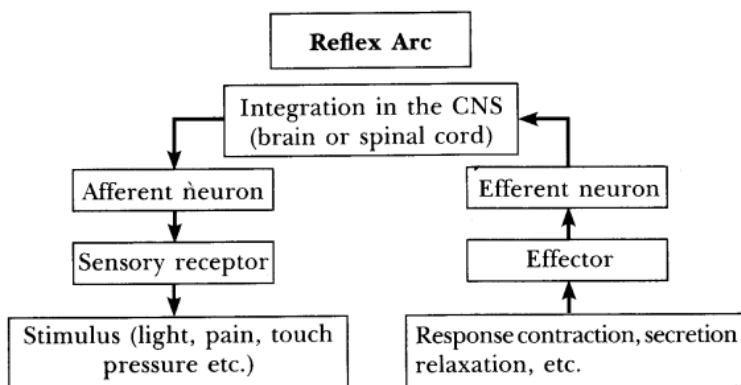 Reflex Arc
Integration in the CNS
(brain or spinal cord)
Afferent neuron
Efferent neuron
Sensory receptor
Effector
Stimulus (light, pain, touch
pressure etc.)
Response contraction, secretion
relaxation, etc.